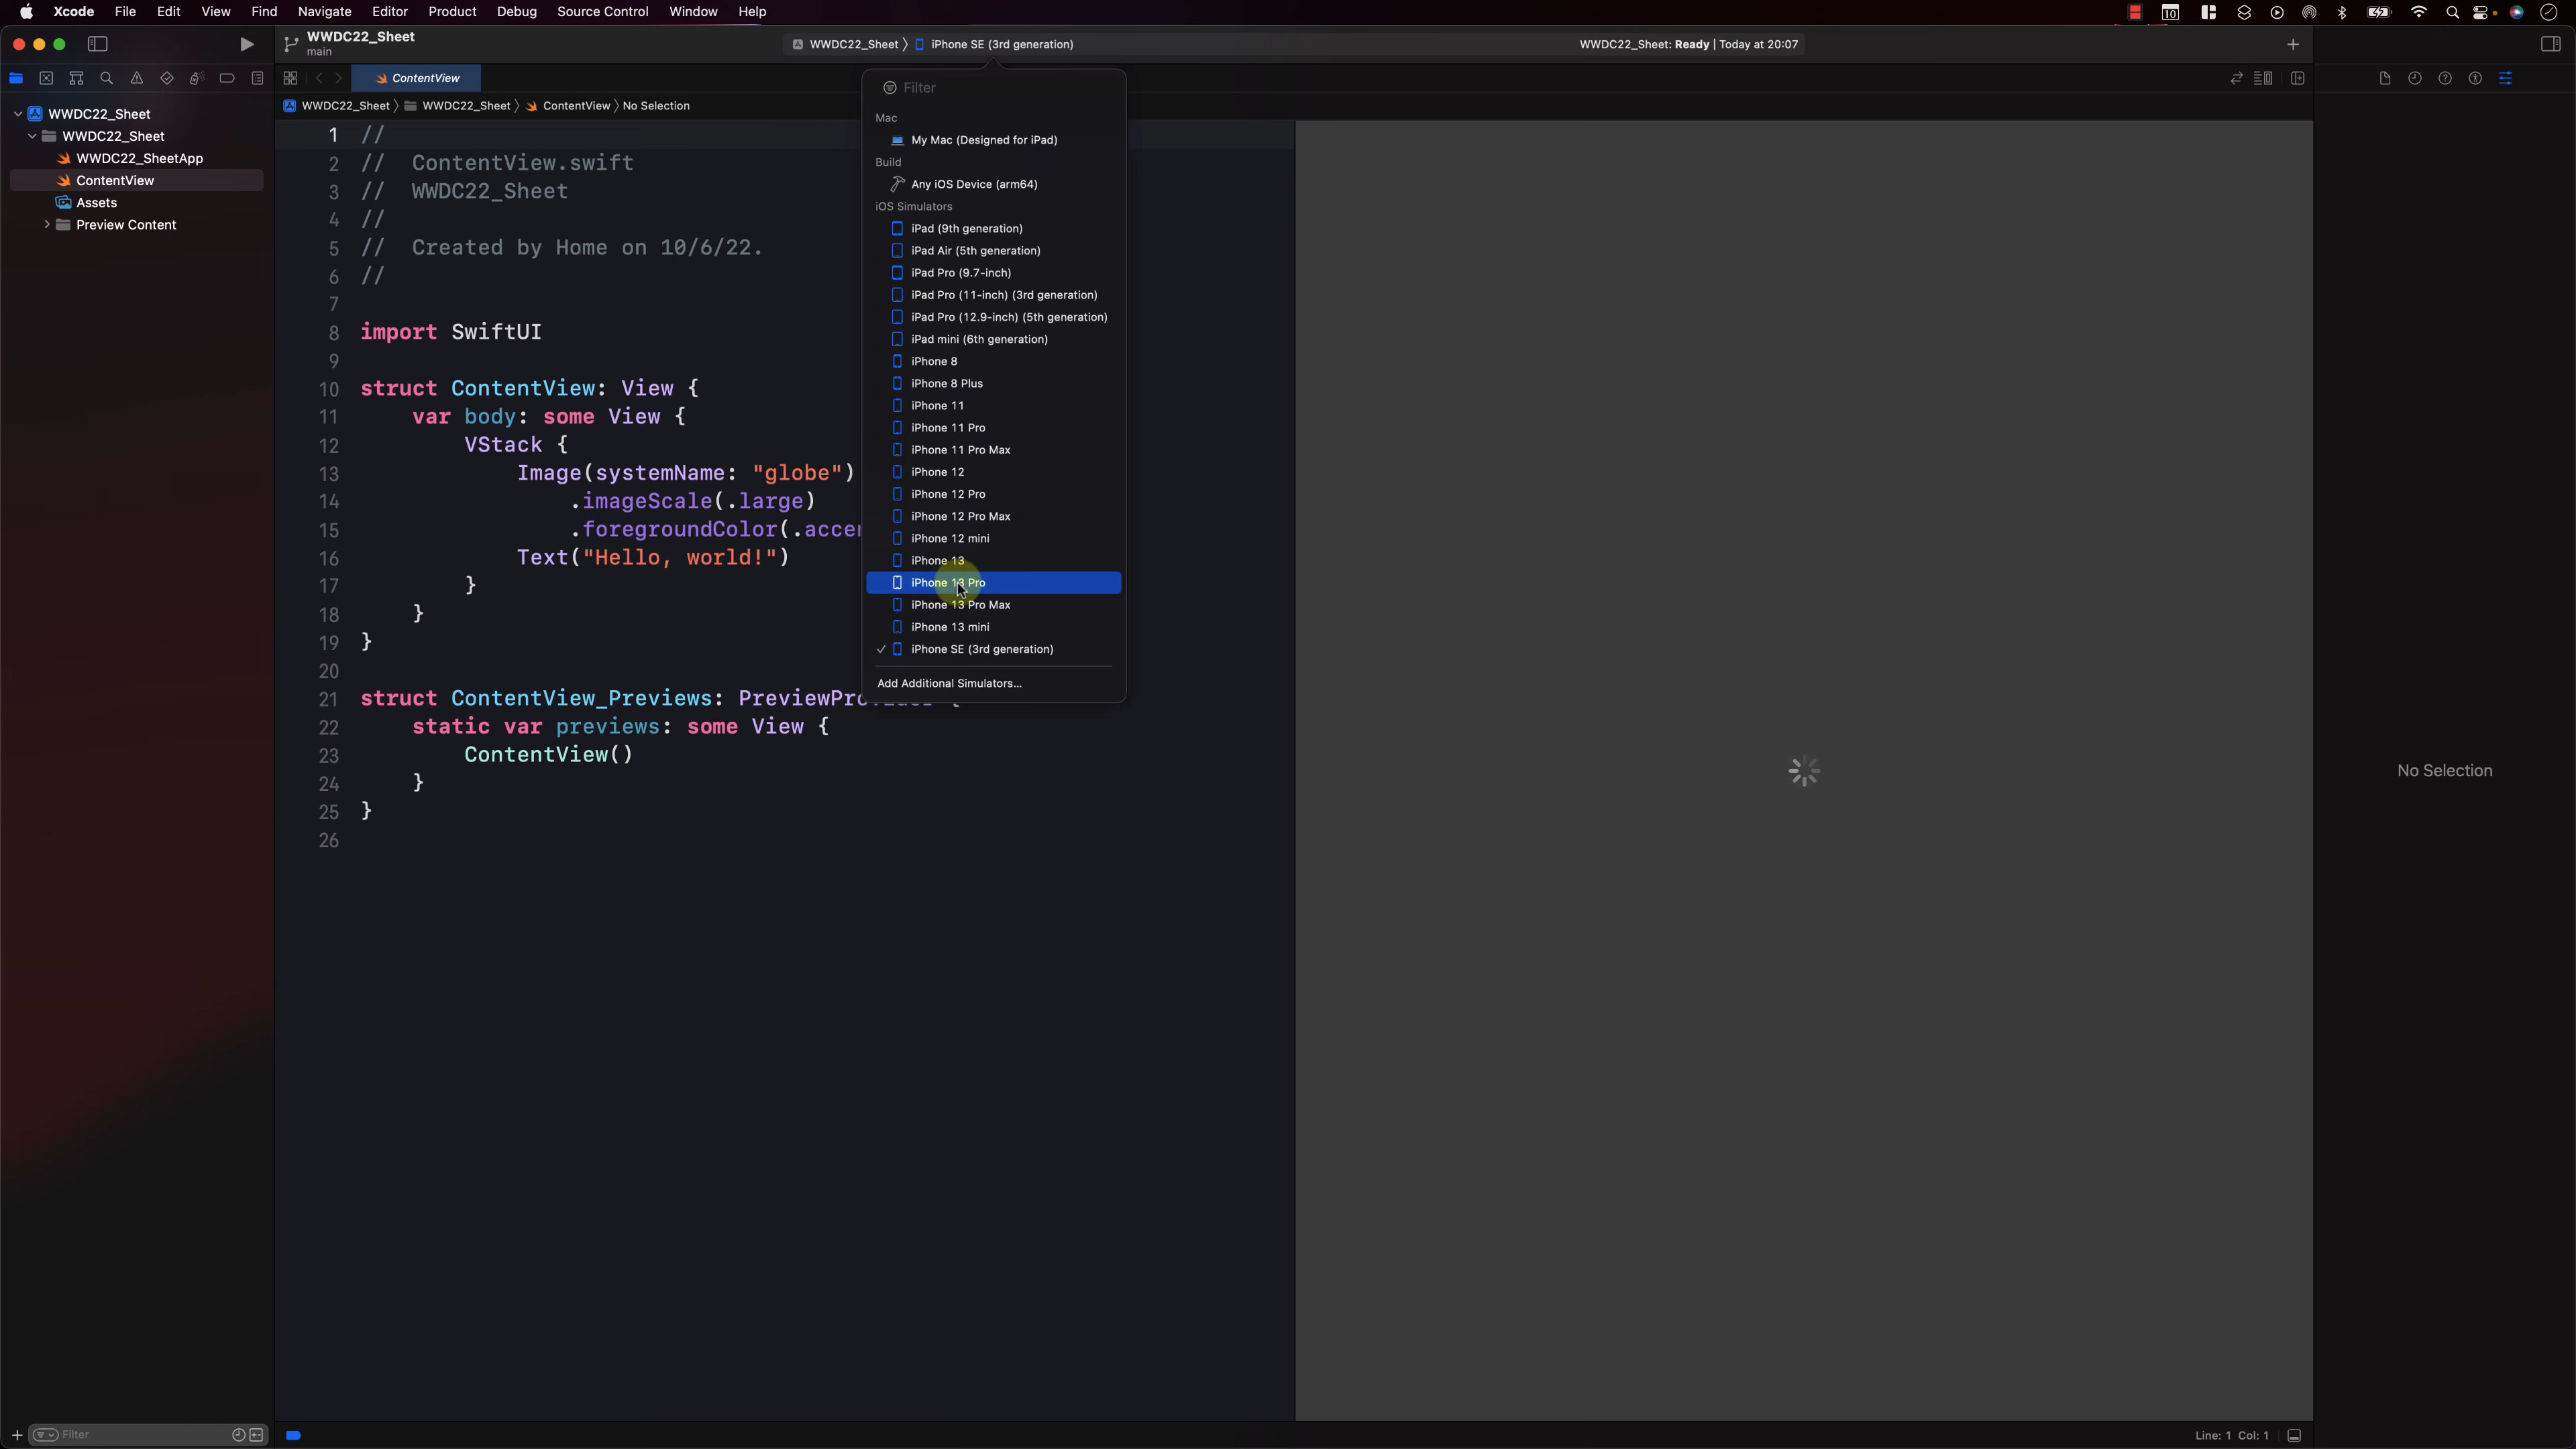 Xcode File Edit View Find Navigate Editor Product Debug Source Control Window Help
10
WWDC22_Sheet
main
WWDC22_Sheet iPhone SE (3rd generation)
WWDC22_Sheet: Ready | Today at 20:07
ContentView
WWDC22_Sheet WWDC22_Sheet ContentView No Selection
WWDC22_Sheet
WWDC22_Sheet
WWDC22_SheetApp
ContentView
Assets
Preview Content
1 //
2 // ContentView.swift
3 // WWDC22_Sheet
4 //
5 // Created by Home on 10/6/22.
6 //
7
8 import SwiftUI
9
10 struct ContentView: View {
11 var body: some View {
12 VStack {
13 Image(systemName: "globe")
14 .imageScale(.large)
15 .foregroundColor(.accen
16 Text("Hello, world!")
17 }
18 }
19 }
20
21 struct ContentView_Previews: PreviewPro
22 static var previews: some View {
23 ContentView()
24 }
25 }
26
Filter
Mac
My Mac (Designed for iPad)
Build
Any iOS Device (arm64)
iOS Simulators
iPad (9th generation)
iPad Air (5th generation)
iPad Pro (9.7-inch)
iPad Pro (11-inch) (3rd generation)
iPad Pro (12.9-inch) (5th generation)
iPad mini (6th generation)
iPhone 8
iPhone 8 Plus
iPhone 11
iPhone 11 Pro
iPhone 11 Pro Max
iPhone 12
iPhone 12 Pro
iPhone 12 Pro Max
iPhone 12 mini
iPhone 13
iPhone 13 Pro
iPhone 13 Pro Max
iPhone 13 mini
iPhone SE (3rd generation)
Add Additional Simulators...
No Selection
Filter
Line: 1 Col: 1